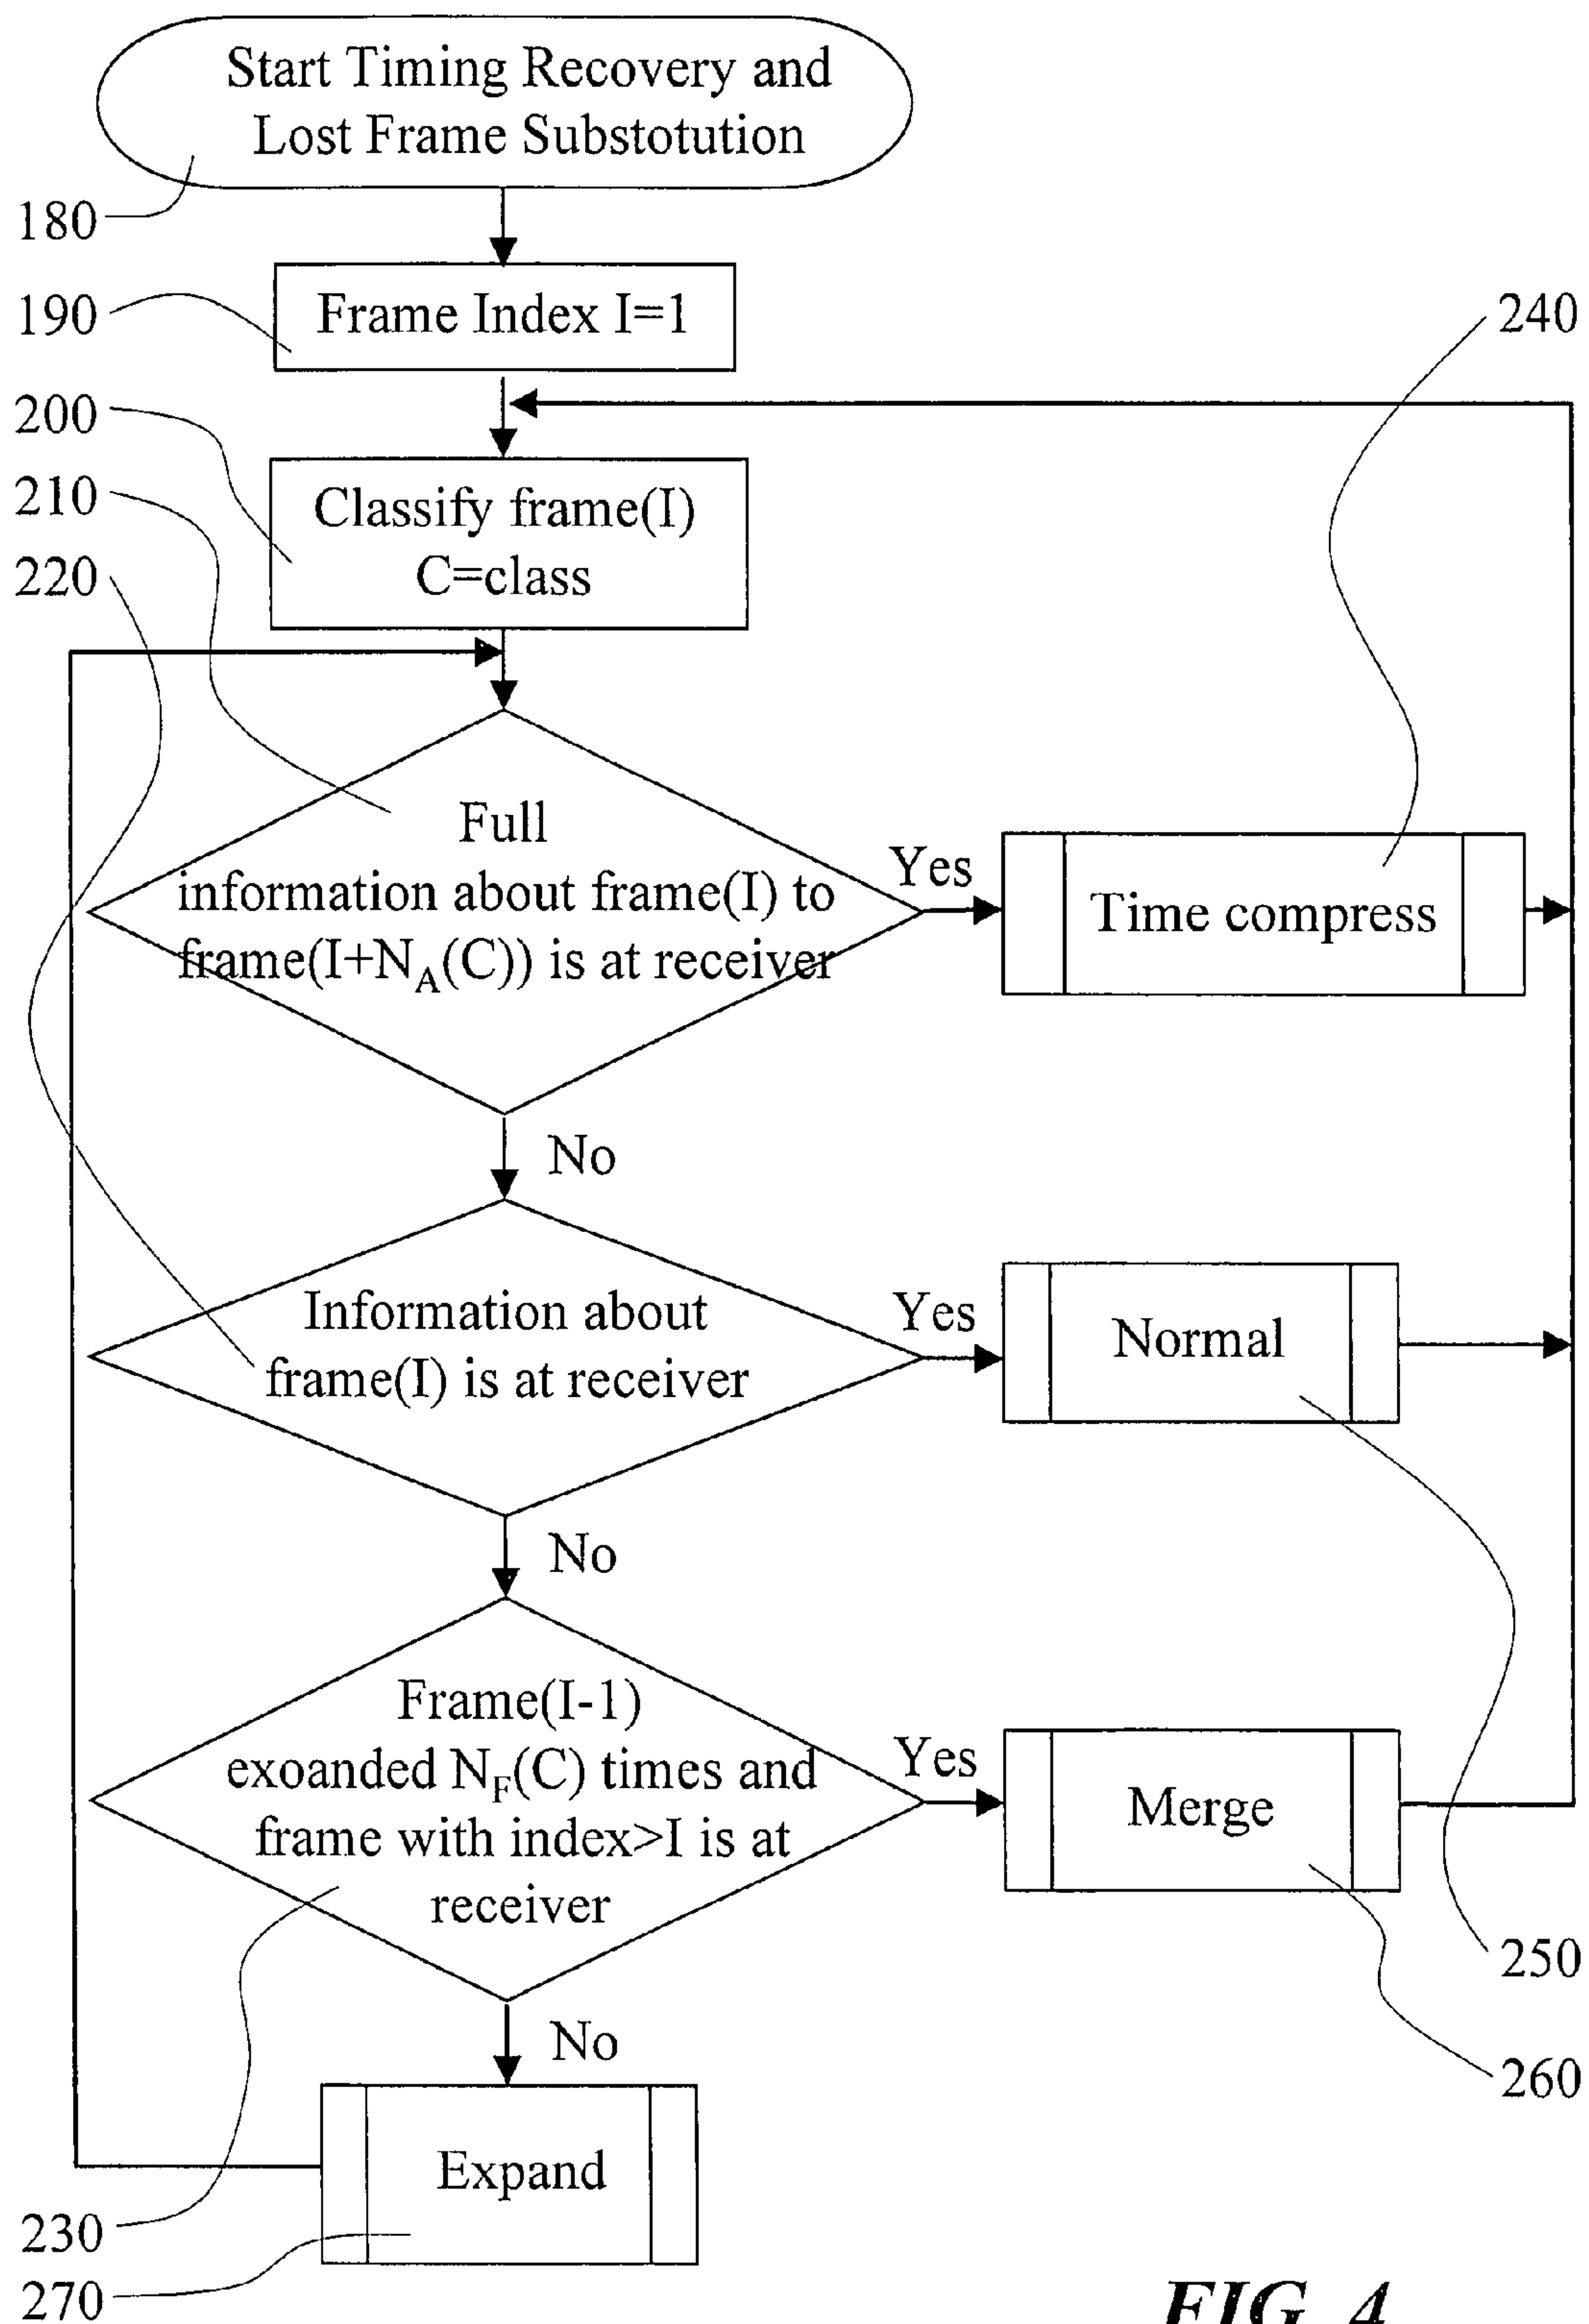 Start Timing Recovery and
Lost Frame Substotution
180
190
Frame Index I=1
240
200
210
220
Classify frame(I)
C=class
Full
information about frame(I) to
frame(I+N_A(C)) is at receiver
Yes
Time compress
No
Information about
frame(I) is at receiver
Yes
Normal
No
Frame(I-1)
exoanded N_F(C) times and
frame with index>I is at
receiver
Yes
Merge
250
260
No
Expand
230
270
FIG. 4